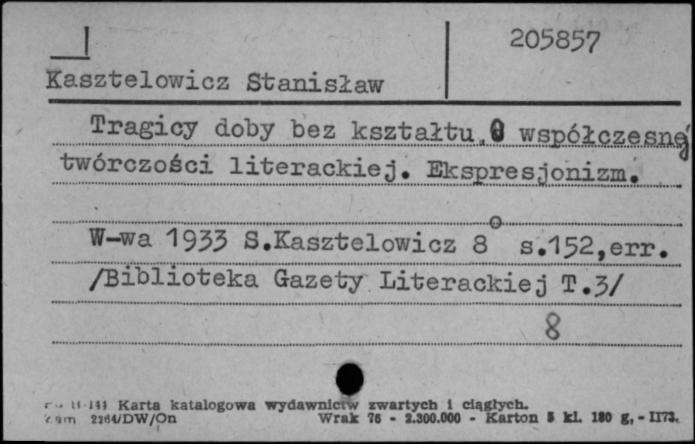 205857
Kasztelowicz Stanisław
Tragicy doby bez kształtu. O współczesnej
twórczości literackiej. Ekspresjonizm.
W-wa 1933 S.Kasztelowicz 8° s.152,err.
/Biblioteka Gazety Literackiej T.3/
8
Karta katalogowa wydawnictw zwartych i ciągłych.
Zam. 2264/DW/On Wrak 76 - 2.300.000 - Karton 5 kl. 180 g, - II73.